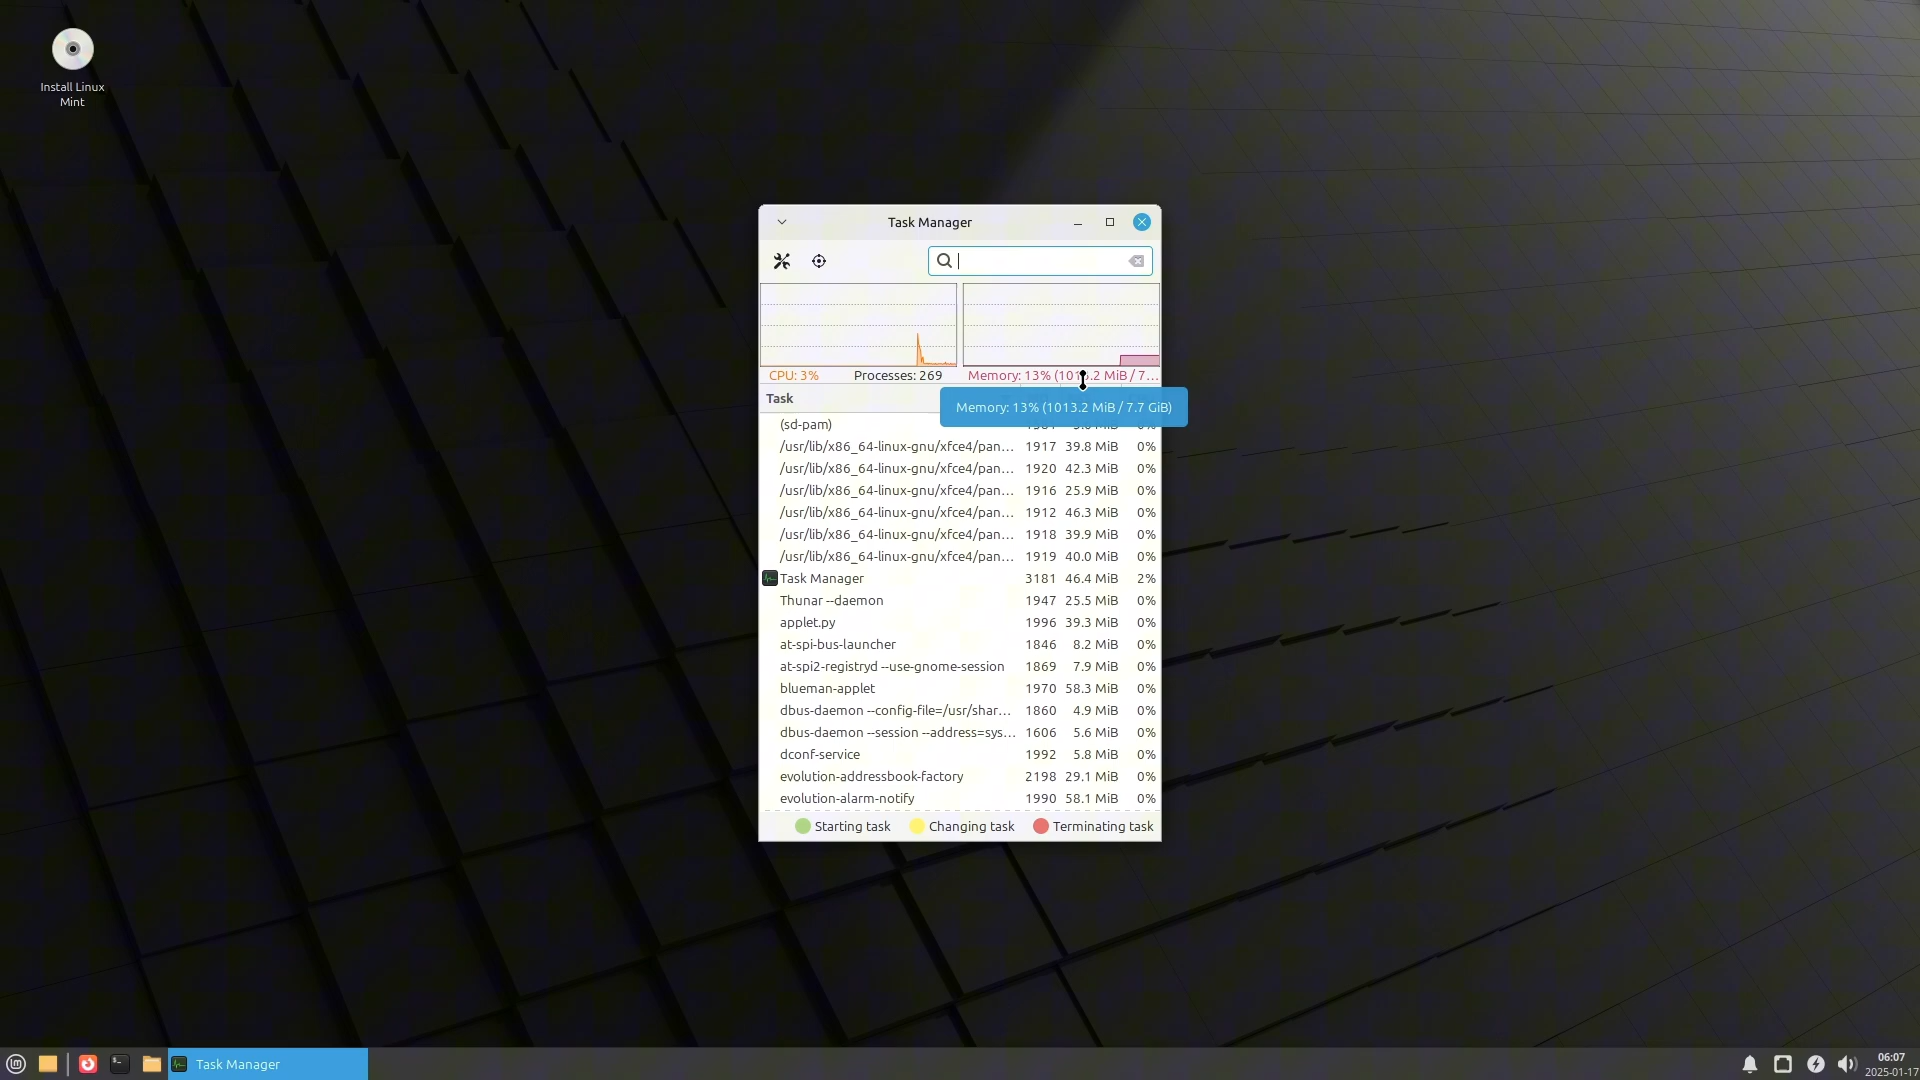 Install Linux
Mint
Task Manager
CPU: 3%
Processes: 269
Memory: 13% (1013.2 MiB / 7...
Memory: 13% (1013.2 MiB / 7.7 GiB)
Task
(sd-pam)
/usr/lib/x86_64-linux-gnu/xfce4/pan... 1917 39.8 MiB 0%
/usr/lib/x86_64-linux-gnu/xfce4/pan... 1920 42.3 MiB 0%
/usr/lib/x86_64-linux-gnu/xfce4/pan... 1916 25.9 MiB 0%
/usr/lib/x86_64-linux-gnu/xfce4/pan... 1912 46.3 MiB 0%
/usr/lib/x86_64-linux-gnu/xfce4/pan... 1918 39.9 MiB 0%
/usr/lib/x86_64-linux-gnu/xfce4/pan... 1919 40.0 MiB 0%
Task Manager 3181 46.4 MiB 2%
Thunar --daemon 1947 25.5 MiB 0%
applet.py 1996 39.3 MiB 0%
at-spi-bus-launcher 1846 8.2 MiB 0%
at-spi2-registryd --use-gnome-session 1869 7.9 MiB 0%
blueman-applet 1970 58.3 MiB 0%
dbus-daemon --config-file=/usr/shar... 1860 4.9 MiB 0%
dbus-daemon --session --address=sys... 1606 5.6 MiB 0%
dconf-service 1992 5.8 MiB 0%
evolution-addressbook-factory 2198 29.1 MiB 0%
evolution-alarm-notify 1990 58.1 MiB 0%
Starting task
Changing task
Terminating task
Task Manager
06:07
2025-01-17